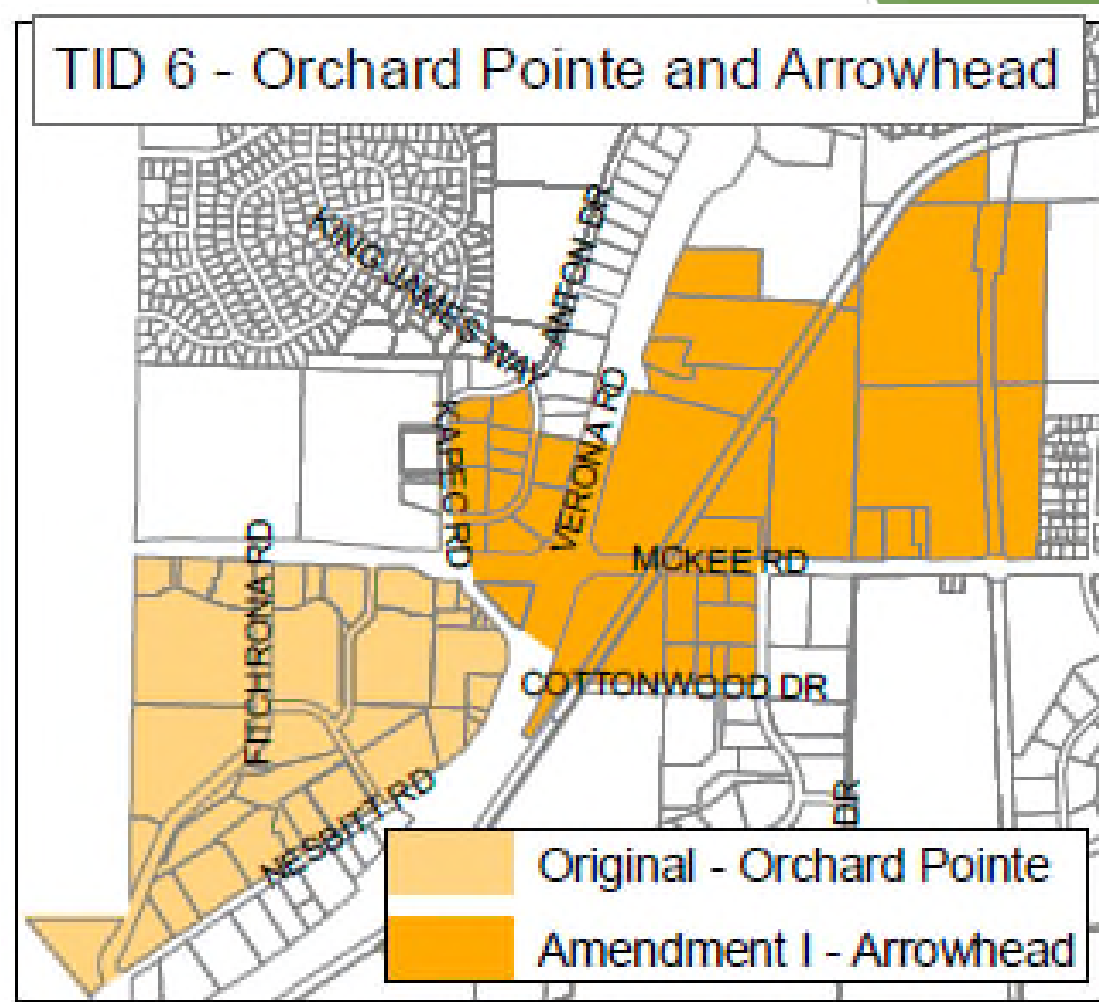 TID 6 - Orchard Pointe and Arrowhead
KING JAMES WAY
ANTON DR
KAPEC RD
VERONA RD
FITCHRONA RD
MCKEE RD
COTTONWOOD DR
NESBITT RD
DR
Original - Orchard Pointe
Amendment I - Arrowhead